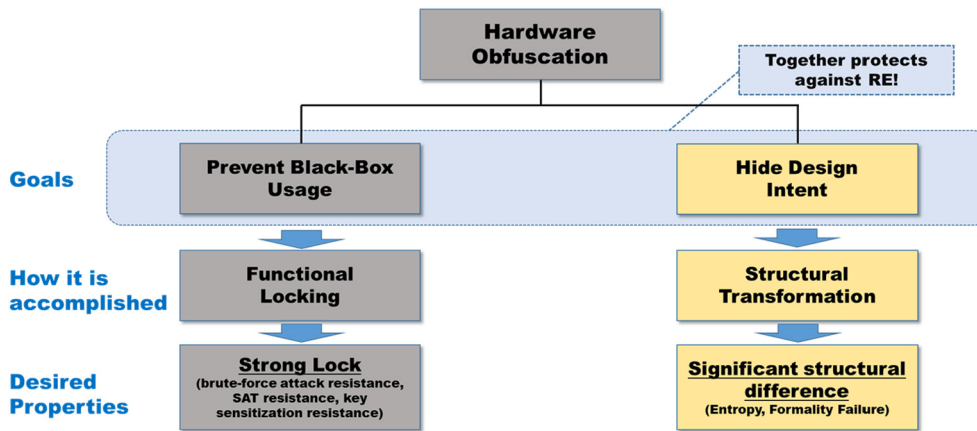 Hardware
Obfuscation
Together protects
against RE!
Goals
Prevent Black-Box
Usage
Hide Design
Intent
How it is
accomplished
Functional
Locking
Structural
Transformation
Desired
Properties
Strong Lock
(brute-force attack resistance,
SAT resistance, key
sensitization resistance)
Significant structural
difference
(Entropy, Formality Failure)